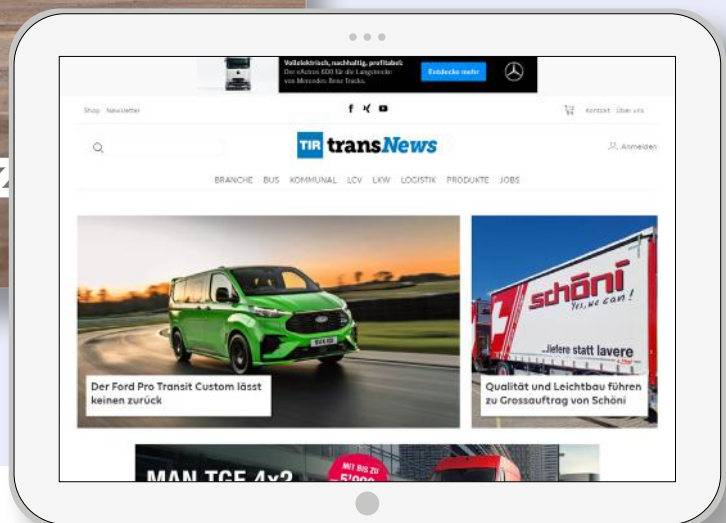 Vollelektrisch, nachhaltig, profitabel:
Der eActros 600 für die Langstrecke
von Mercedes-Benz Trucks.
Entdecke mehr
Shop Newsletter
Kontakt Über uns
TIR transNews
Anmelden
BRANCHE BUS KOMMUNAL LCV LKW LOGISTIK PRODUKTE JOBS
schöni
Yes, we can!
...liefere statt lavere
Der Ford Pro Transit Custom lässt
keinen zurück
Qualität und Leichtbau führen
zu Grossauftrag von Schöni
MAN TGE 4x2
MIT BIS ZU
5'000